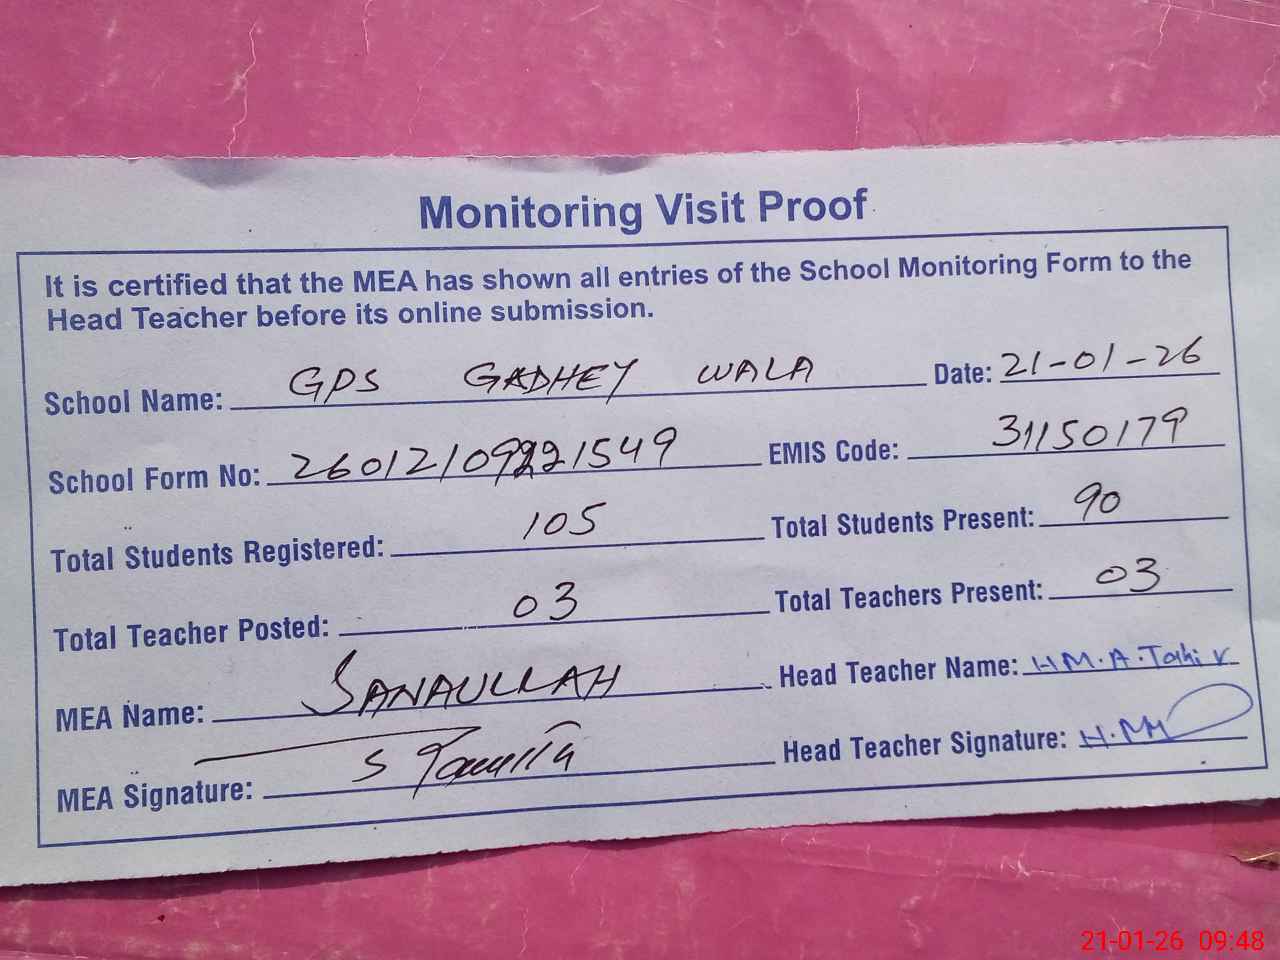 Monitoring Visit Proof
It is certified that the MEA has shown all entries of the School Monitoring Form to the
Head Teacher before its online submission.
School Name: GPS GADHEY WALA Date: 21-01-26
School Form No: EMIS Code: 31150179
Total Students Registered: 105 Total Students Present: 90
Total Teacher Posted: 03 Total Teachers Present: 03
MEA Name: SANAULLAH Head Teacher Name: HM.A.Tahir
MEA Signature: Head Teacher Signature:
21-01-26 09:48